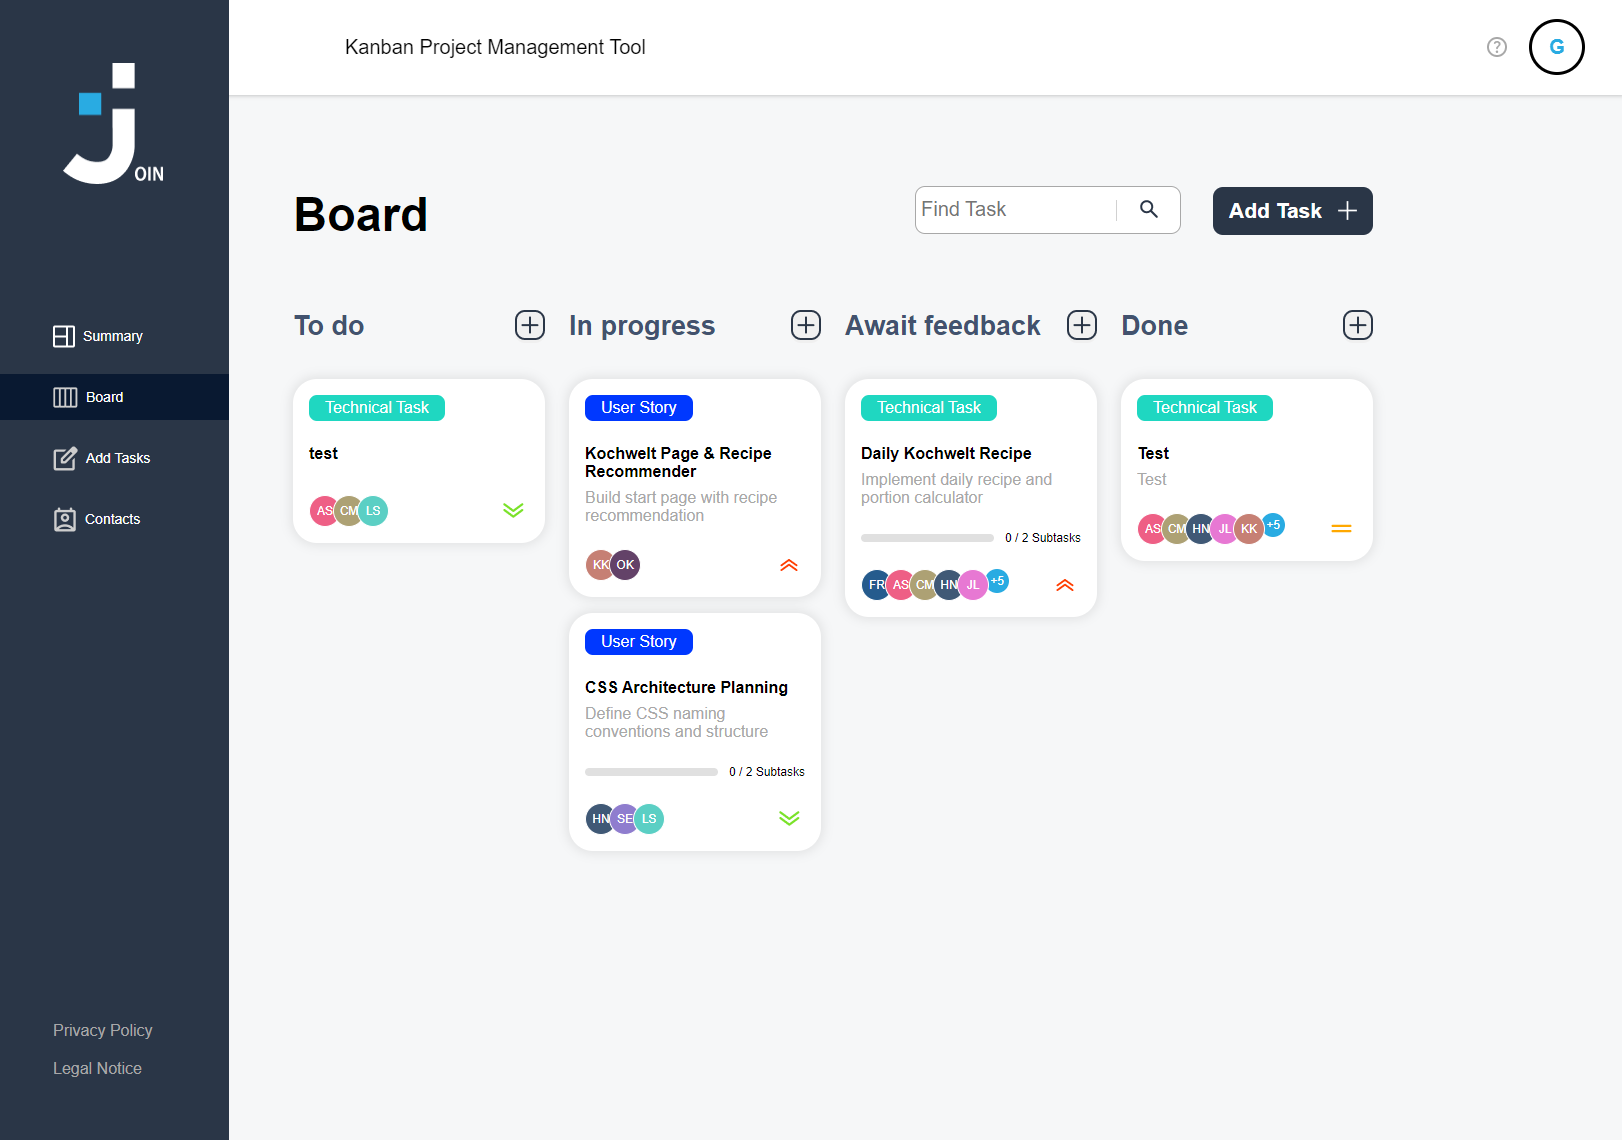 OIN
Summary
Board
Add Tasks
Contacts
Privacy Policy
Legal Notice
Kanban Project Management Tool
G
Board
Find Task
Add Task
To do
Technical Task
test
AS CM LS
In progress
User Story
Kochwelt Page & Recipe
Recommender
Build start page with recipe
recommendation
KK OK
User Story
CSS Architecture Planning
Define CSS naming
conventions and structure
0 / 2 Subtasks
HN SE LS
Await feedback
Technical Task
Daily Kochwelt Recipe
Implement daily recipe and
portion calculator
0 / 2 Subtasks
FR AS CM HN JL +5
Done
Technical Task
Test
Test
AS CM HN JL KK +5